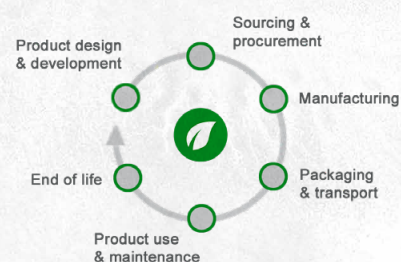 Sourcing &
procurement
Product design
& development
Manufacturing
Packaging
& transport
End of life
Product use
& maintenance